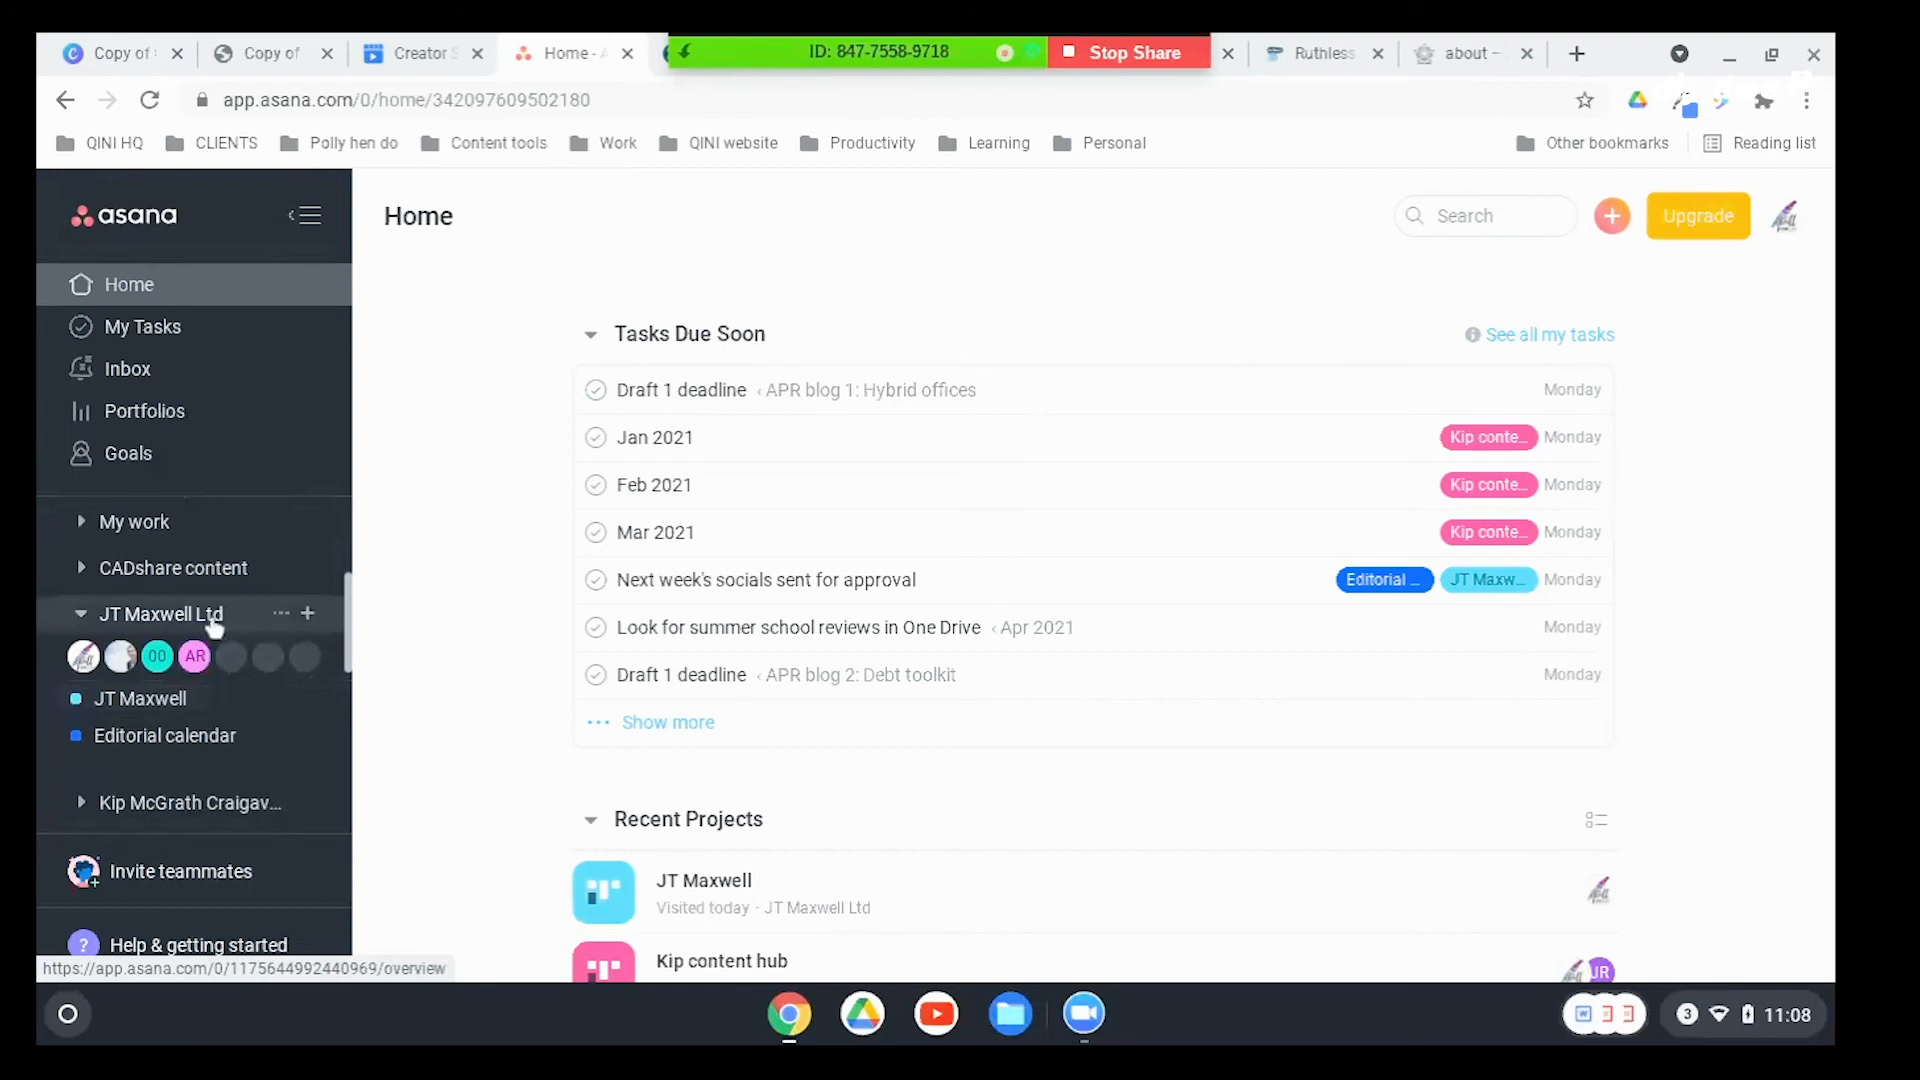 Copy of
Copy of
Creator S
Home - A
ID: 847-7558-9718
Stop Share
Ruthless
about –
app.asana.com/0/home/342097609502180
QINI HQ
CLIENTS
Polly hen do
Content tools
Work
QINI website
Productivity
Learning
Personal
Other bookmarks
Reading list
asana
Home
Search
Upgrade
Home
My Tasks
Inbox
Portfolios
Goals
My work
CADshare content
JT Maxwell Ltd
OO
AR
JT Maxwell
Editorial calendar
Kip McGrath Craigav...
Invite teammates
? Help & getting started
https://app.asana.com/0/1175644992440969/overview
Tasks Due Soon
See all my tasks
Draft 1 deadline ‹ APR blog 1: Hybrid offices Monday
Jan 2021 Kip conte... Monday
Feb 2021 Kip conte... Monday
Mar 2021 Kip conte... Monday
Next week's socials sent for approval Editorial ... JT Maxw... Monday
Look for summer school reviews in One Drive ‹ Apr 2021 Monday
Draft 1 deadline ‹ APR blog 2: Debt toolkit Monday
Show more
Recent Projects
JT Maxwell
Visited today · JT Maxwell Ltd
Kip content hub
JR
3
11:08